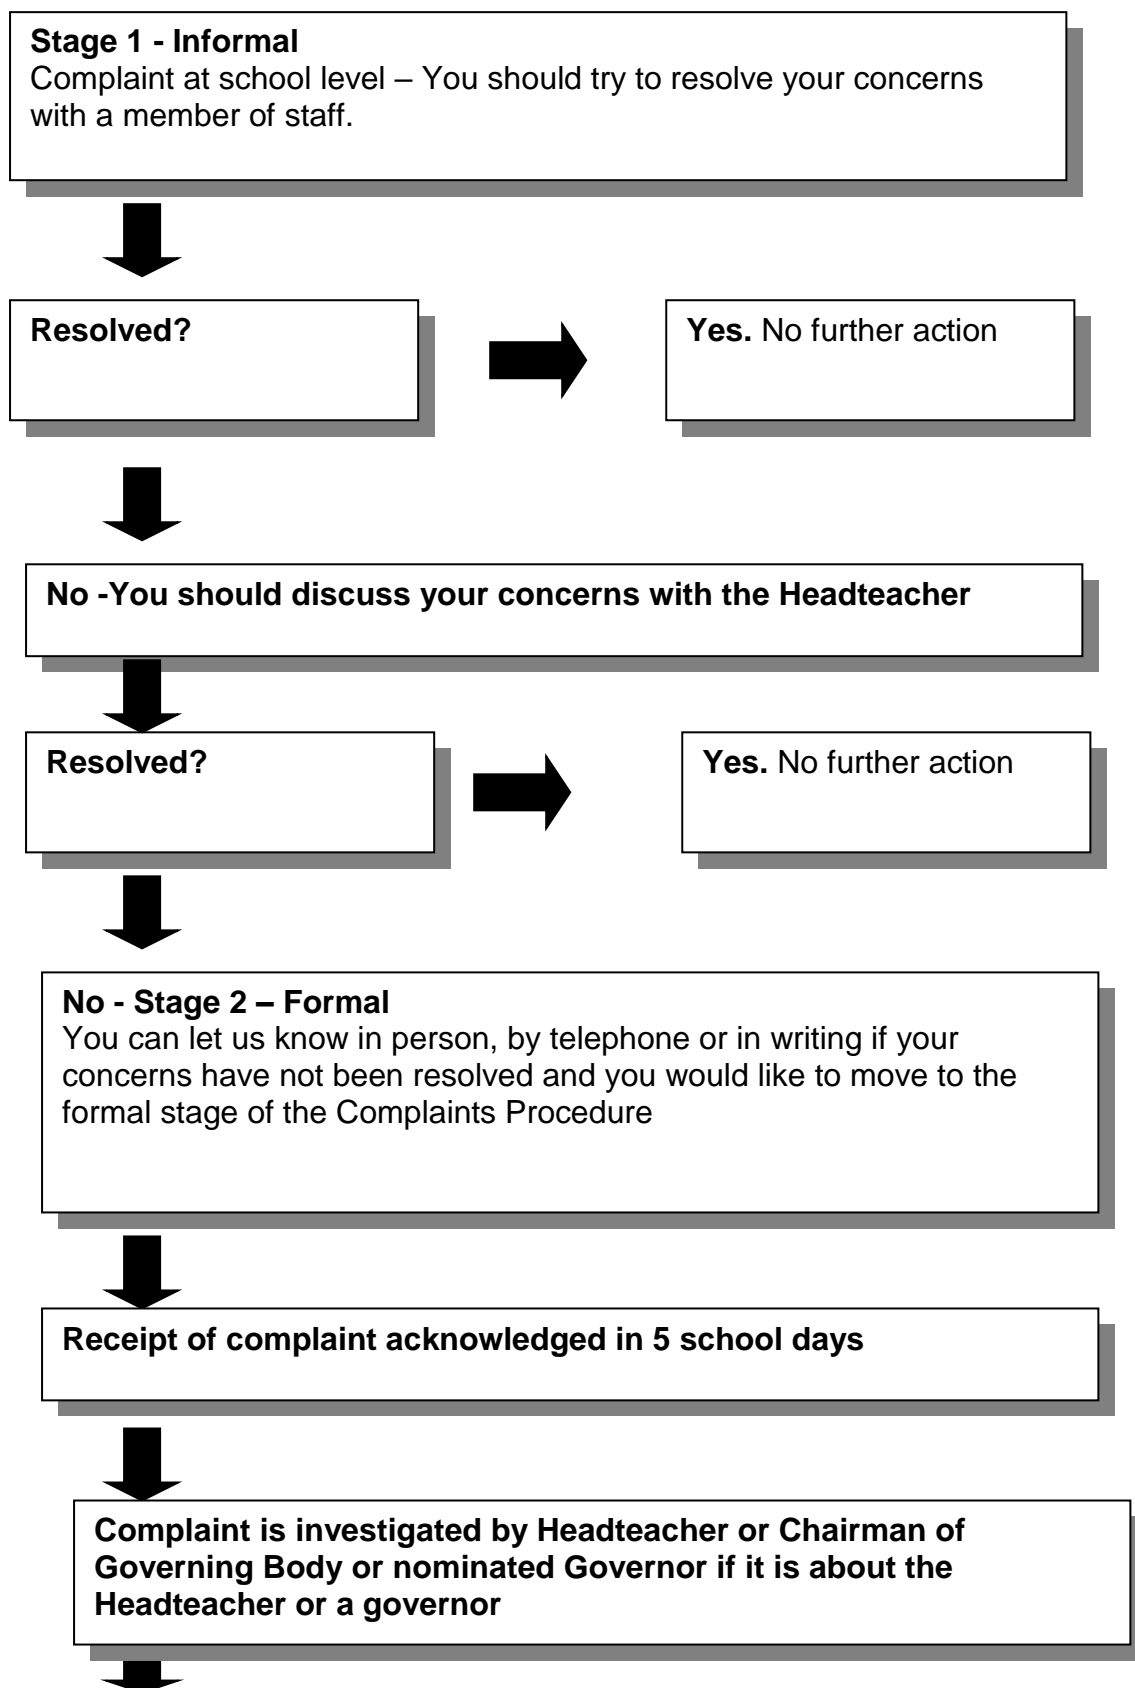 Stage 1 - Informal
Complaint at school level – You should try to resolve your concerns
with a member of staff.
Resolved?
Yes. No further action
No -You should discuss your concerns with the Headteacher
Resolved?
Yes. No further action
No - Stage 2 – Formal
You can let us know in person, by telephone or in writing if your
concerns have not been resolved and you would like to move to the
formal stage of the Complaints Procedure
Receipt of complaint acknowledged in 5 school days
Complaint is investigated by Headteacher or Chairman of
Governing Body or nominated Governor if it is about the
Headteacher or a governor